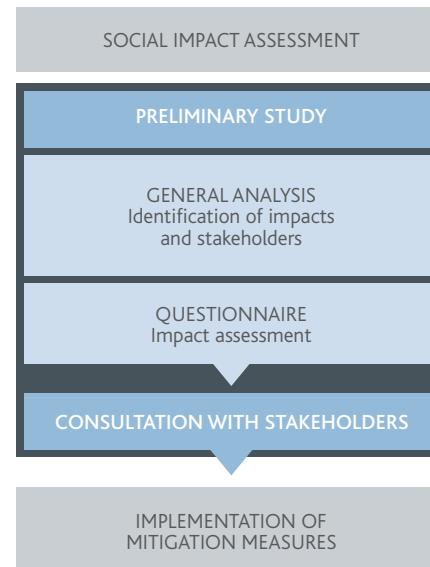 SOCIAL IMPACT ASSESSMENT
PRELIMINARY STUDY
GENERAL ANALYSIS
Identification of impacts
and stakeholders
QUESTIONNAIRE
Impact assessment
CONSULTATION WITH STAKEHOLDERS
IMPLEMENTATION OF
MITIGATION MEASURES